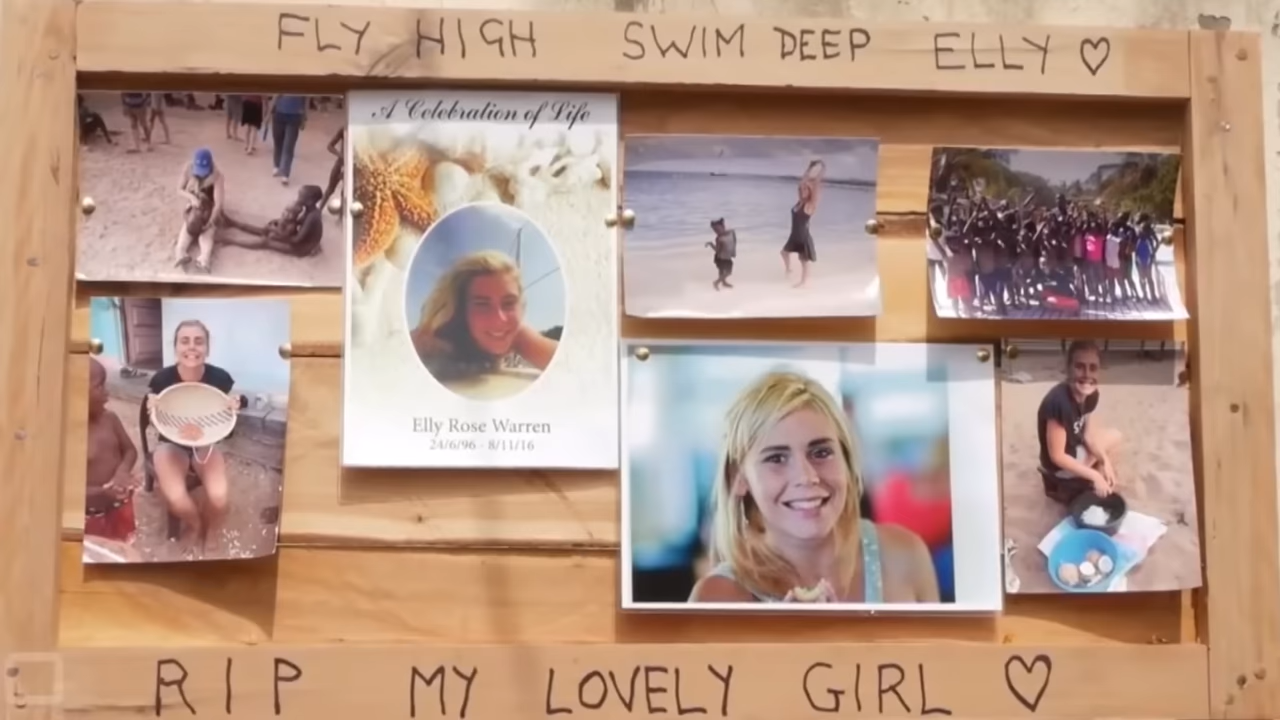 FLY HIGH SWIM DEEP ELLY
A Celebration of Life
Elly Rose Warren
24/6/96 - 8/11/16
RIP MY LOVELY GIRL